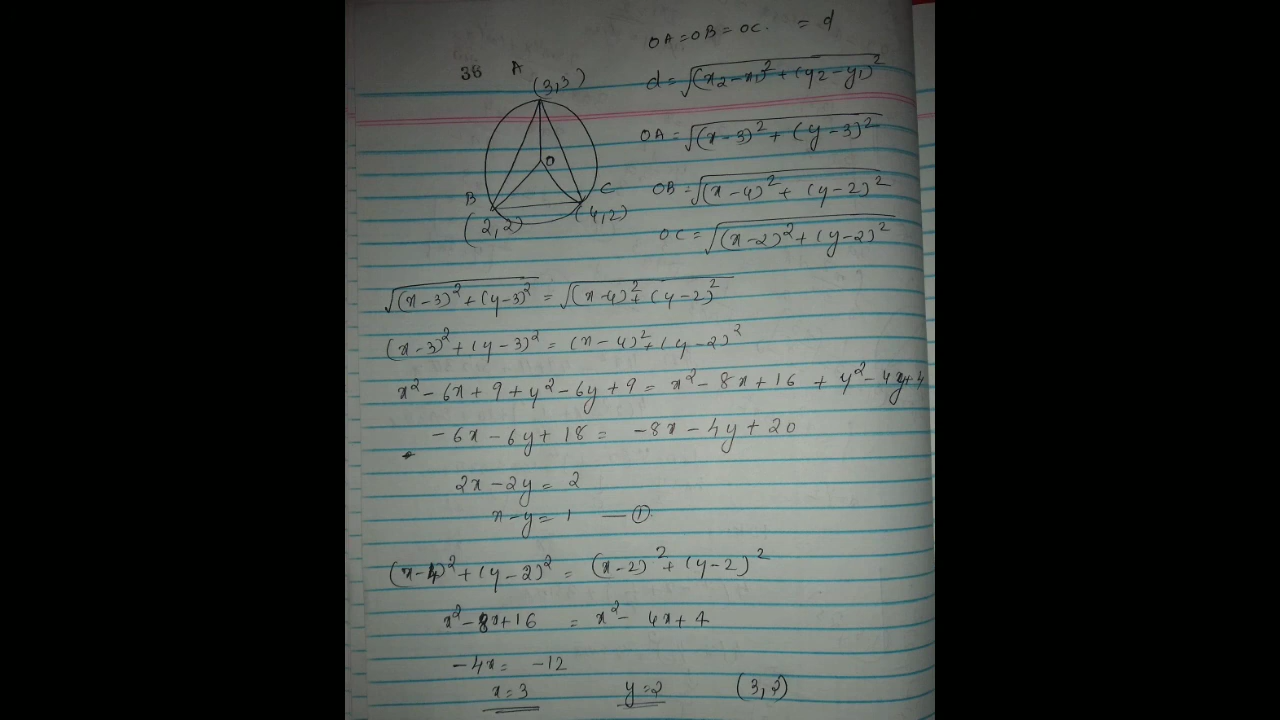 OA = OB = OC. = d
38 A
(3,3)
d = √(x2-x1)² + (y2-y1)²
OA = √(x-3)² + (y-3)²
O
B C
OB = √(x-4)² + (y-2)²
(2,2) (4,2)
OC = √(x-2)² + (y-2)²
√(x-3)² + (y-3)² = √(x-4)² + (y-2)²
(x-3)² + (y-3)² = (x-4)² + (y-2)²
x² - 6x + 9 + y² - 6y + 9 = x² - 8x + 16 + y² - 4y + 4
-6x - 6y + 18 = -8x - 4y + 20
2x - 2y = 2
x - y = 1 — ①
(x-4)² + (y-2)² = (x-2)² + (y-2)²
x² - 8x + 16 = x² - 4x + 4
-4x = -12
x = 3 y = 2 (3,2)